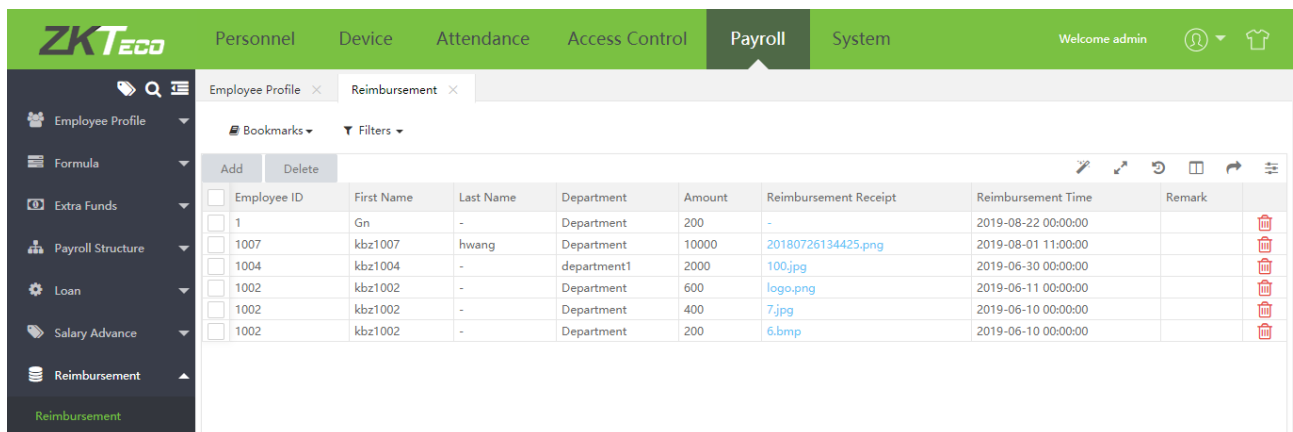 ZKTeco Personnel Device Attendance Access Control Payroll System Welcome admin
Employee Profile Reimbursement
Employee Profile
Bookmarks Filters
Formula
Add Delete
Employee ID First Name Last Name Department Amount Reimbursement Receipt Reimbursement Time Remark
Extra Funds
1 Gn - Department 200 - 2019-08-22 00:00:00
Payroll Structure
1007 kbz1007 hwang Department 10000 20180726134425.png 2019-08-01 11:00:00
1004 kbz1004 - department1 2000 100.jpg 2019-06-30 00:00:00
Loan
1002 kbz1002 - Department 600 logo.png 2019-06-11 00:00:00
1002 kbz1002 - Department 400 7.jpg 2019-06-10 00:00:00
Salary Advance
1002 kbz1002 - Department 200 6.bmp 2019-06-10 00:00:00
Reimbursement
Reimbursement